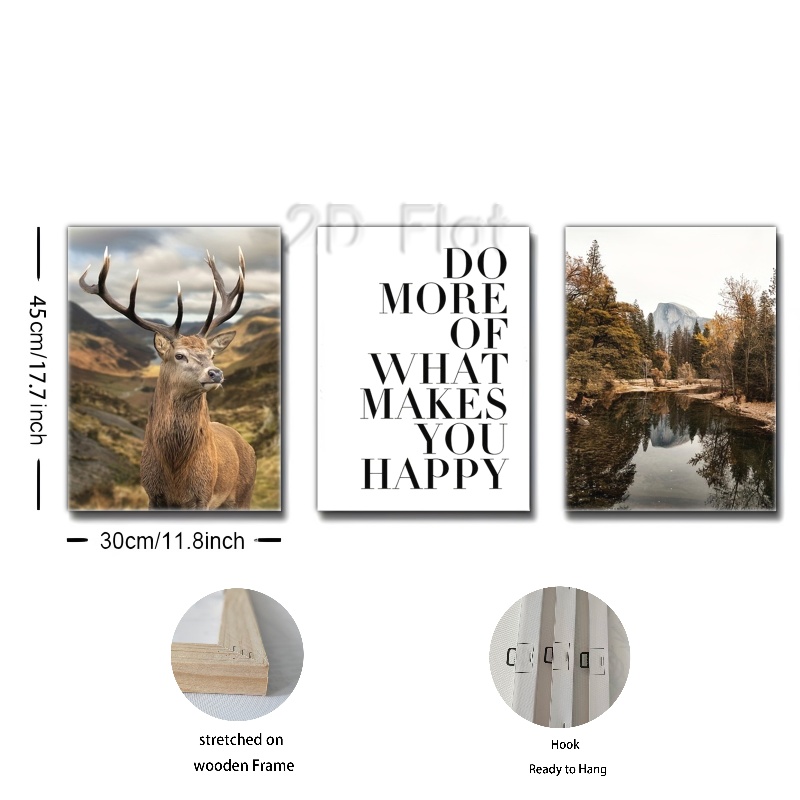 2D Flat
DO
MORE
OF
WHAT
MAKES
YOU
HAPPY
45cm/17.7inch
30cm/11.8inch
stretched on
wooden Frame
Hook
Ready to Hang